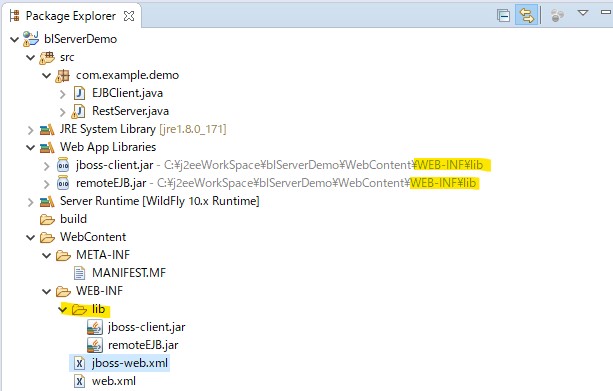 Package Explorer
blServerDemo
src
com.example.demo
EJBClient.java
RestServer.java
JRE System Library [jre1.8.0_171]
Web App Libraries
jboss-client.jar - C:¥j2eeWorkSpace¥blServerDemo¥WebContent¥WEB-INF¥lib
remoteEJB.jar - C:¥j2eeWorkSpace¥blServerDemo¥WebContent¥WEB-INF¥lib
Server Runtime [WildFly 10.x Runtime]
build
WebContent
META-INF
MANIFEST.MF
WEB-INF
lib
jboss-client.jar
remoteEJB.jar
jboss-web.xml
web.xml